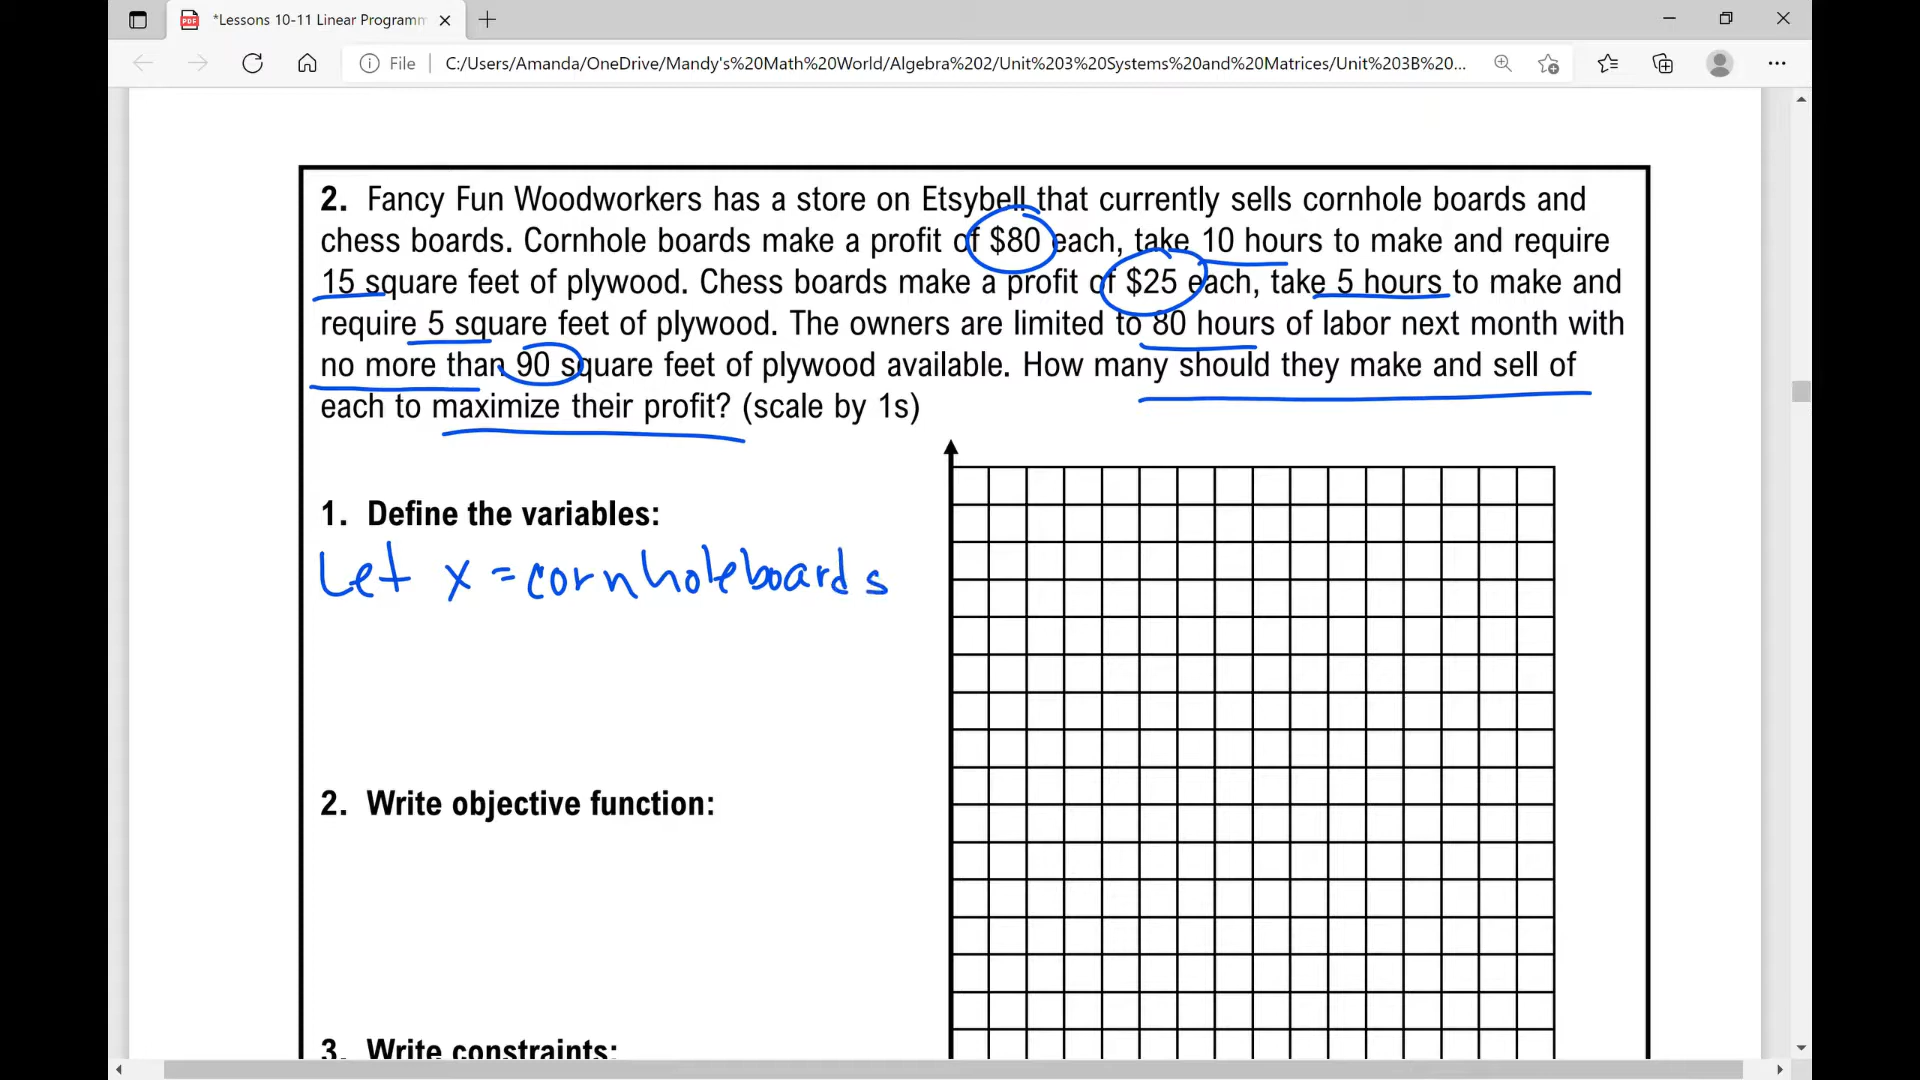 *Lessons 10-11 Linear Programm
File
C:/Users/Amanda/OneDrive/Mandy's%20Math%20World/Algebra%202/Unit%203%20Systems%20and%20Matrices/Unit%203B%20...
2. Fancy Fun Woodworkers has a store on Etsybell that currently sells cornhole boards and
chess boards. Cornhole boards make a profit of $80 each, take 10 hours to make and require
15 square feet of plywood. Chess boards make a profit of $25 each, take 5 hours to make and
require 5 square feet of plywood. The owners are limited to 80 hours of labor next month with
no more than 90 square feet of plywood available. How many should they make and sell of
each to maximize their profit? (scale by 1s)
1. Define the variables:
Let x = cornholeboards
2. Write objective function:
3. Write constraints: